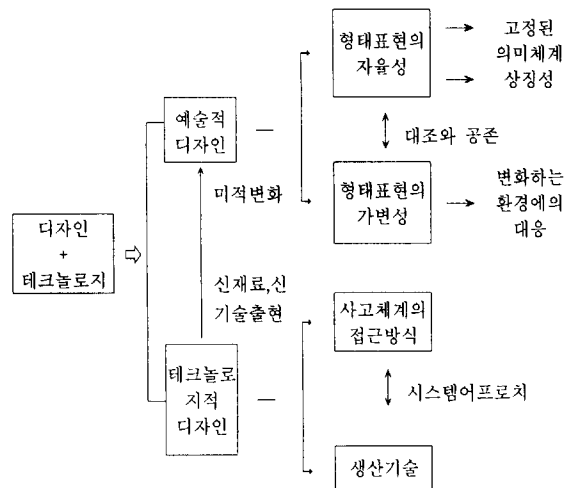 형태표현의
자율성
고정된
의미체계
상징성
예술적
디자인
대조와 공존
미적변화
형태표현의
가변성
변화하는
환경에의
대응
디자인
+
테크놀로지
신재료,신
기술출현
사고체계의
접근방식
테크놀로
지적
디자인
시스템어프로치
생산기술